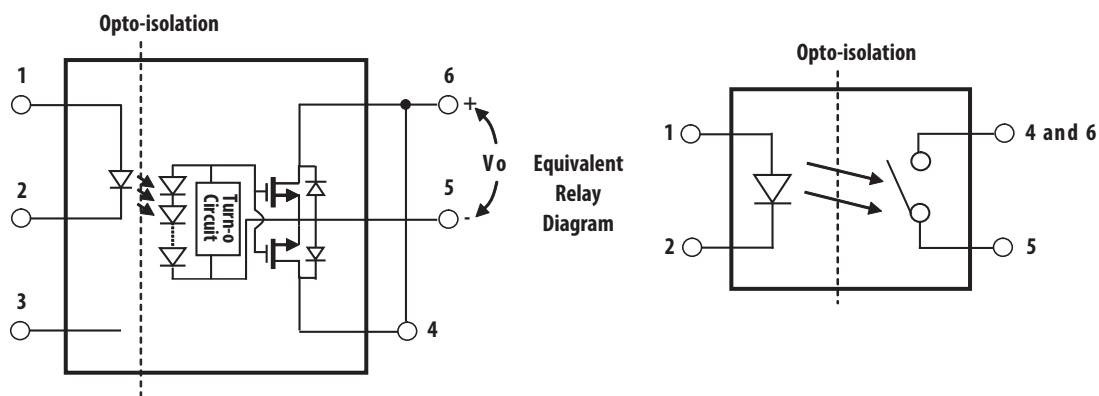 Opto-isolation
1
2
3
Turn-o
Circuit
6
+
Vo
5
-
4
Equivalent
Relay
Diagram
Opto-isolation
1
2
4 and 6
5